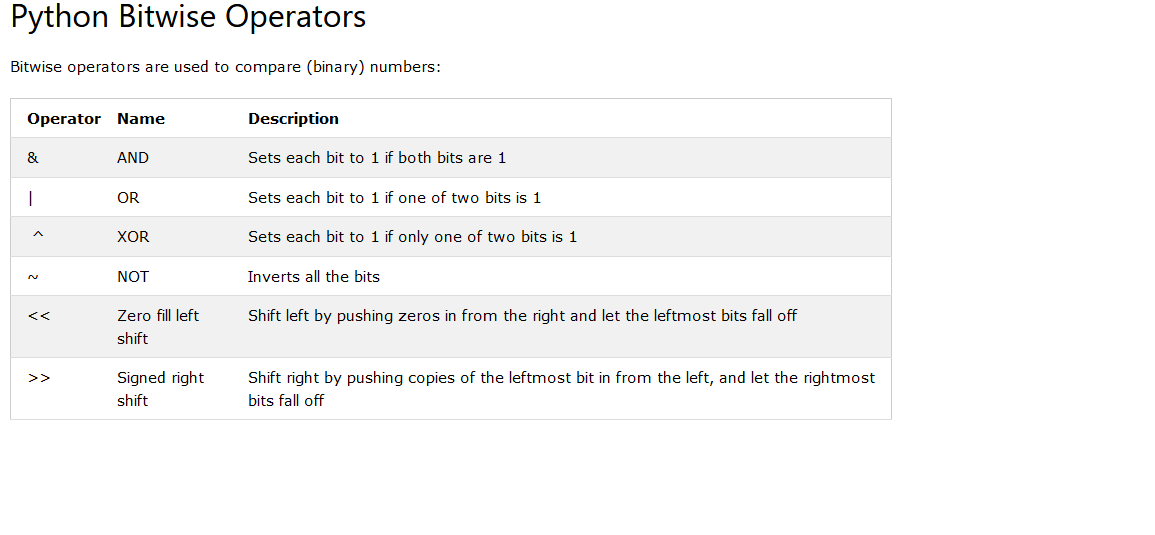 Python Bitwise Operators
Bitwise operators are used to compare (binary) numbers:
Operator Name Description
& AND Sets each bit to 1 if both bits are 1
| OR Sets each bit to 1 if one of two bits is 1
^ XOR Sets each bit to 1 if only one of two bits is 1
~ NOT Inverts all the bits
<< Zero fill left Shift left by pushing zeros in from the right and let the leftmost bits fall off
shift
>> Signed right Shift right by pushing copies of the leftmost bit in from the left, and let the rightmost
shift bits fall off